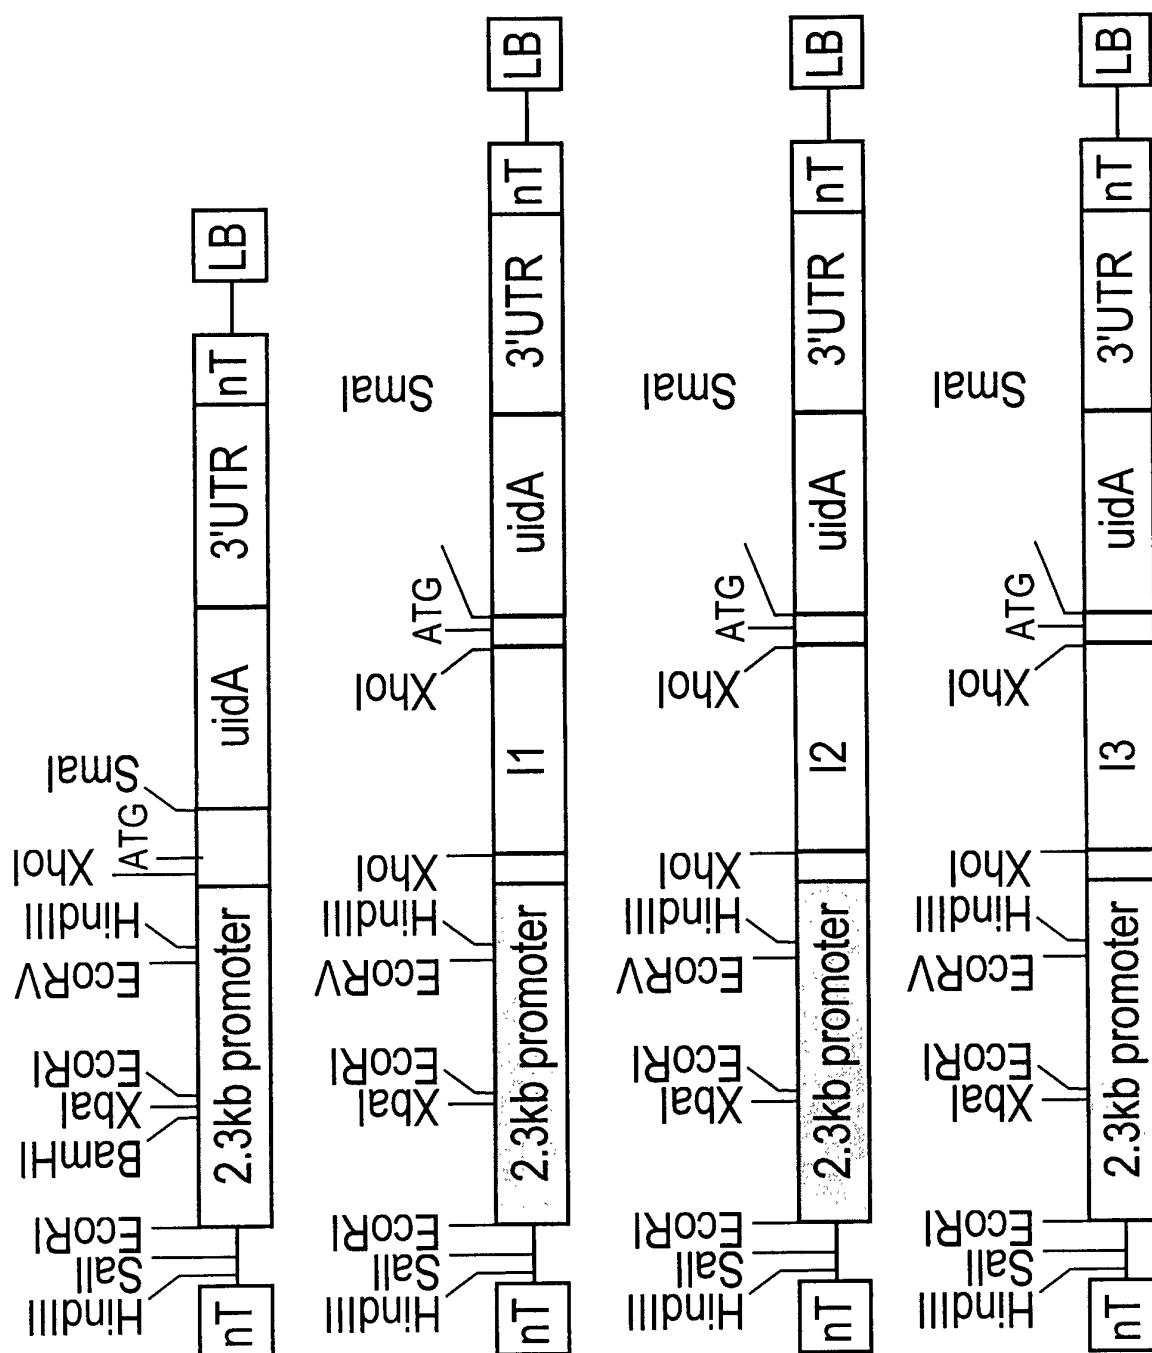 HindIII SalI EcoRI BamHI XbaI EcoRI EcoRV HindIII XhoI ATG SmaI
nT 2.3kb promoter uidA 3'UTR nT LB
HindIII SalI EcoRI XbaI EcoRI EcoRV HindIII XhoI XhoI ATG SmaI
nT 2.3kb promoter I1 uidA 3'UTR nT LB
HindIII SalI EcoRI XbaI EcoRI EcoRV HindIII XhoI XhoI ATG SmaI
nT 2.3kb promoter I2 uidA 3'UTR nT LB
HindIII SalI EcoRI XbaI EcoRI EcoRV HindIII XhoI XhoI ATG SmaI
nT 2.3kb promoter I3 uidA 3'UTR nT LB